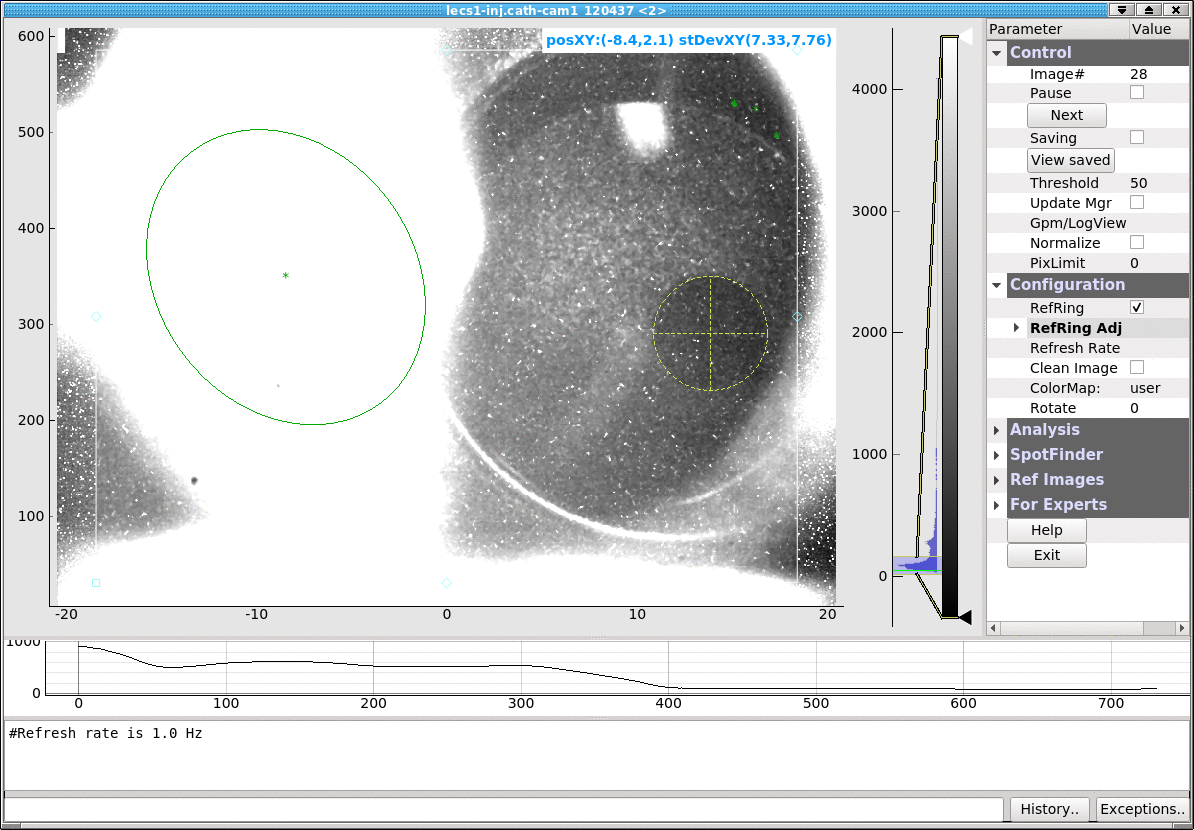 lecs1-inj.cath-cam1 120437 <2>
posXY:(-8.4,2.1) stDevXY(7.33,7.76)
600
500
400
300
200
100
-20 -10 0 10 20
4000
3000
2000
1000
0
Parameter Value
Control
Image# 28
Pause
Next
Saving
View saved
Threshold 50
Update Mgr
Gpm/LogView
Normalize
PixLimit 0
Configuration
RefRing
RefRing Adj
Refresh Rate
Clean Image
ColorMap: user
Rotate 0
Analysis
SpotFinder
Ref Images
For Experts
Help
Exit
1000
0
0 100 200 300 400 500 600 700
#Refresh rate is 1.0 Hz
History.. Exceptions..